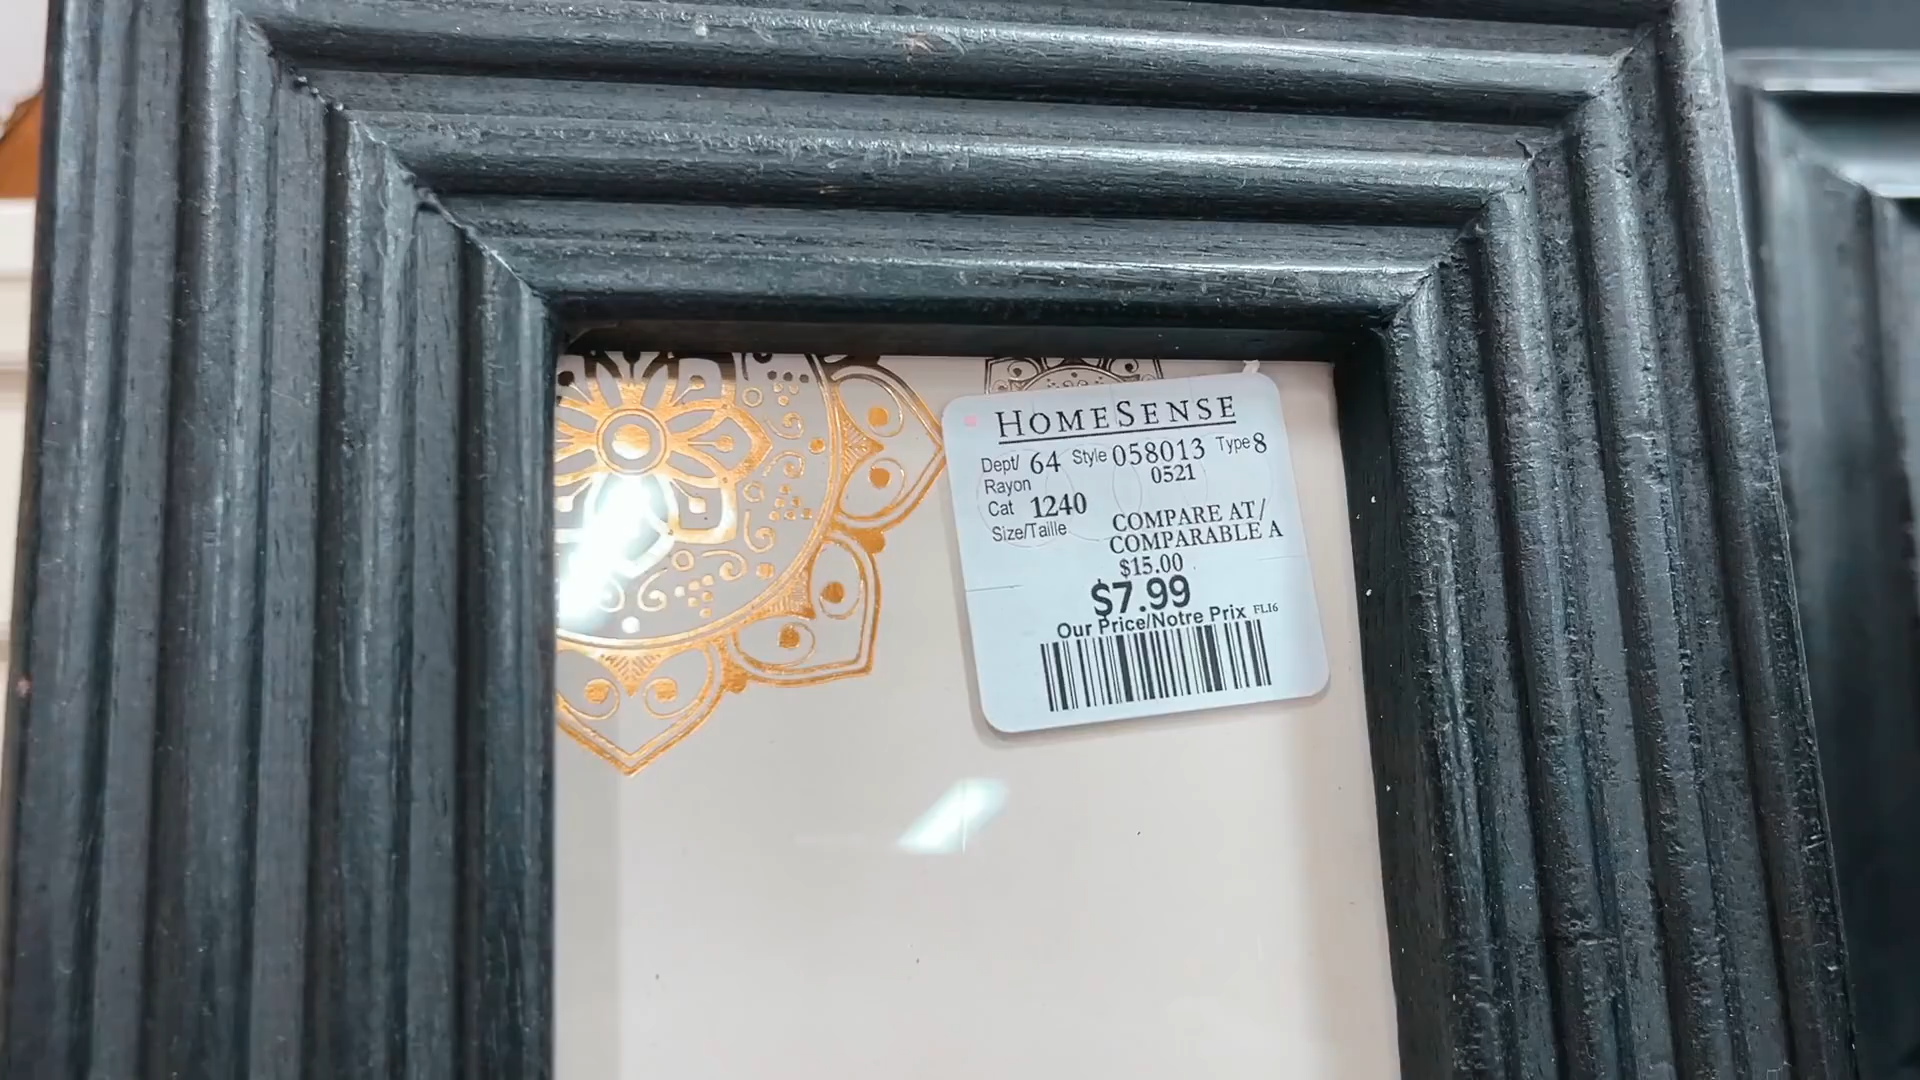 HOMESENSE
Dept/ 64 Style 058013 Type 8
Rayon 0521
Cat 1240
Size/Taille
COMPARE AT/
COMPARABLE A
$15.00
$7.99
Our Price/Notre Prix FL16